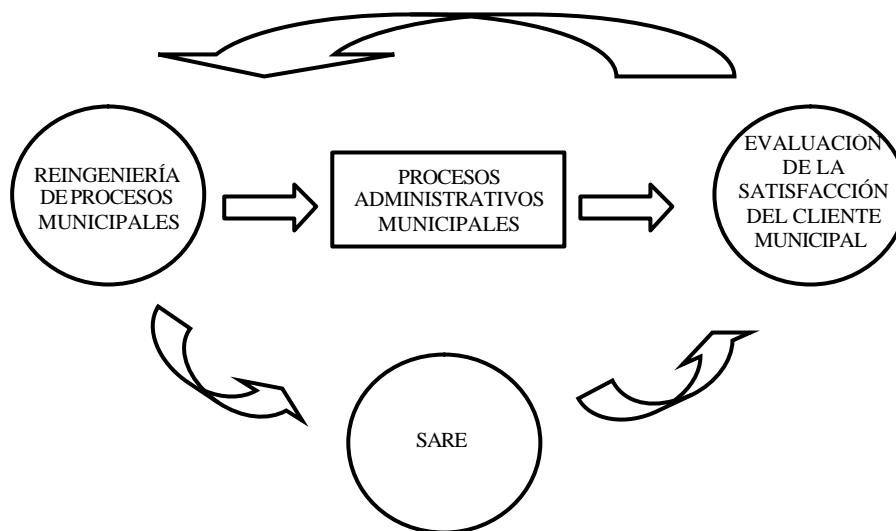 REINGENIERÍA
DE PROCESOS
MUNICIPALES
PROCESOS
ADMINISTRATIVOS
MUNICIPALES
EVALUACIÓN
DE LA
SATISFACCIÓN
DEL CLIENTE
MUNICIPAL
SARE